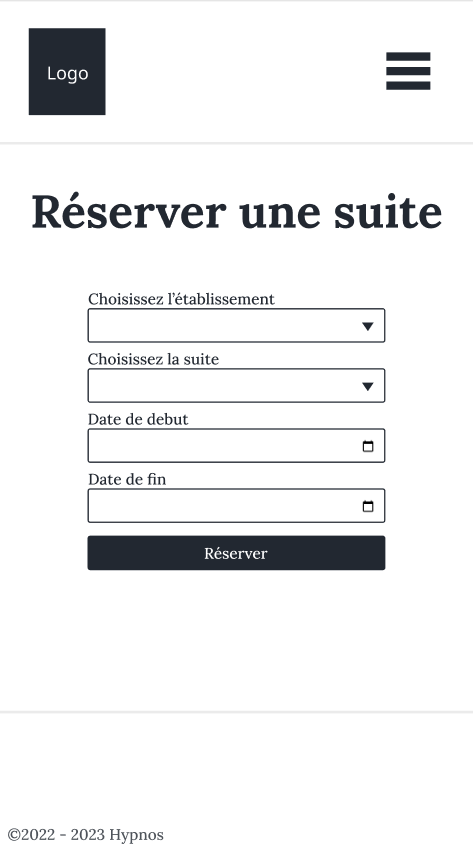 Logo
Réserver une suite
Choisissez l’établissement
Choisissez la suite
Date de debut
Date de fin
Réserver
©2022 - 2023 Hypnos